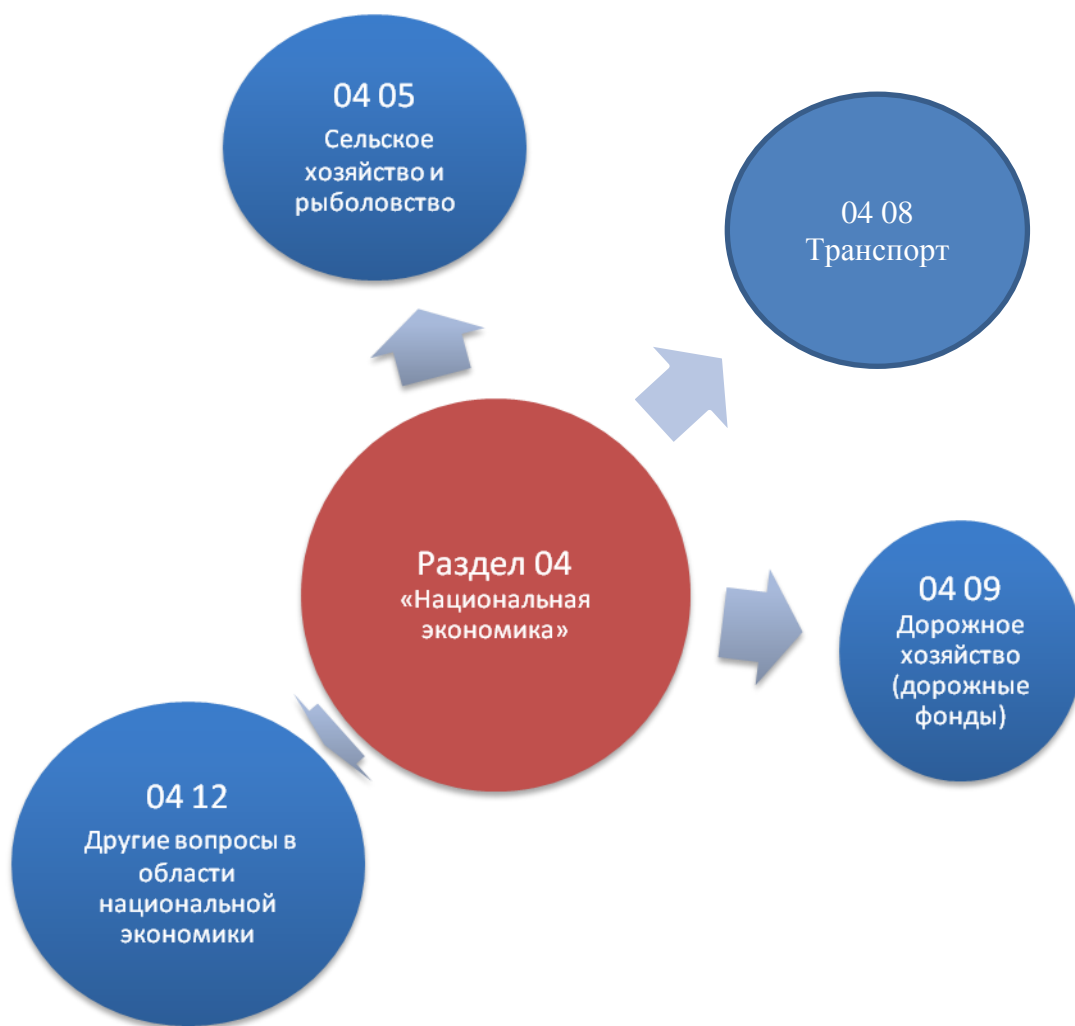 04 05
Сельское
хозяйство и
рыболовство
04 08
Транспорт
Раздел 04
«Национальная
экономика»
04 09
Дорожное
хозяйство
(дорожные
фонды)
04 12
Другие вопросы в
области
национальной
экономики